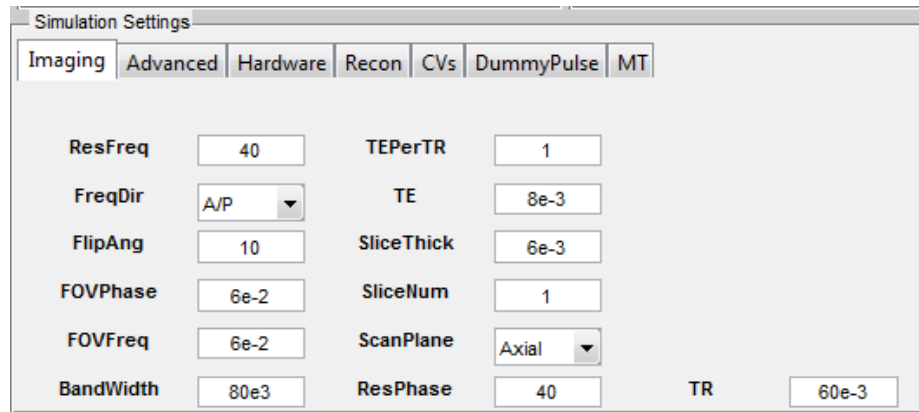 Simulation Settings
Imaging Advanced Hardware Recon CVs DummyPulse MT
ResFreq 40 TEPerTR 1
FreqDir A/P TE 8e-3
FlipAng 10 SliceThick 6e-3
FOVPhase 6e-2 SliceNum 1
FOVFreq 6e-2 ScanPlane Axial
BandWidth 80e3 ResPhase 40 TR 60e-3